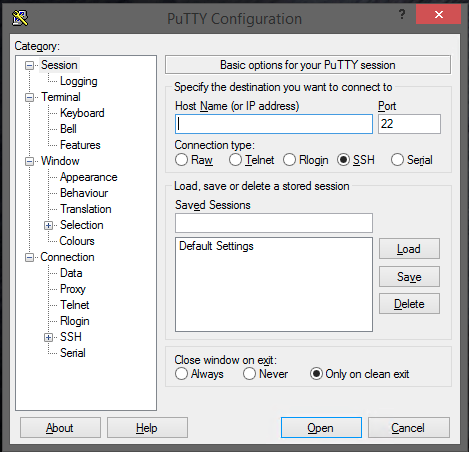 PuTTY Configuration
Category:
Session
Logging
Terminal
Keyboard
Bell
Features
Window
Appearance
Behaviour
Translation
Selection
Colours
Connection
Data
Proxy
Telnet
Rlogin
SSH
Serial
Basic options for your PuTTY session
Specify the destination you want to connect to
Host Name (or IP address) Port
22
Connection type:
Raw Telnet Rlogin SSH Serial
Load, save or delete a stored session
Saved Sessions
Default Settings
Load
Save
Delete
Close window on exit:
Always Never Only on clean exit
About Help Open Cancel